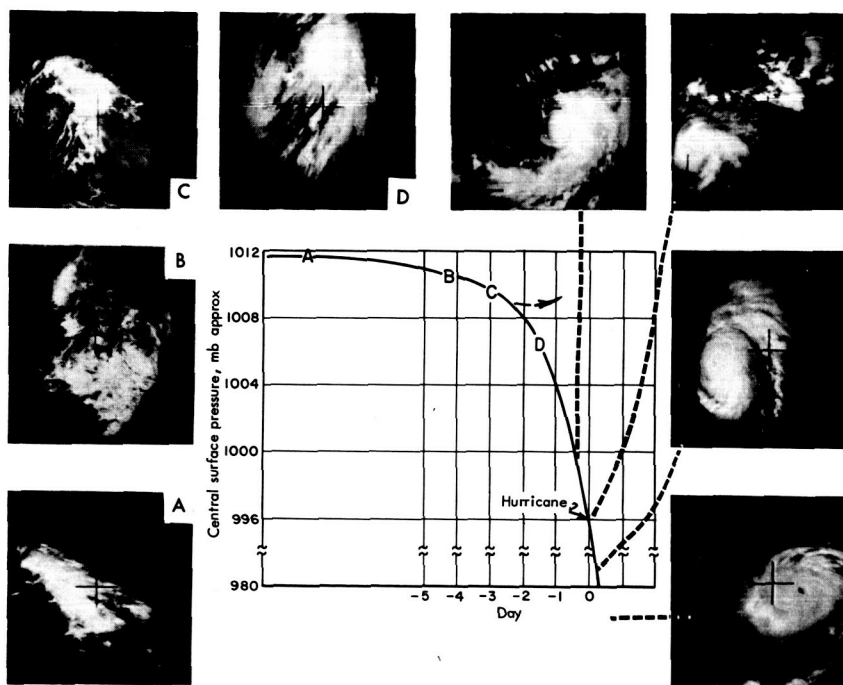 C
D
B
A
Central surface pressure, mb approx
1012
1008
1004
1000
996
980
A
B
C
D
Hurricane
-5 -4 -3 -2 -1 0
Day